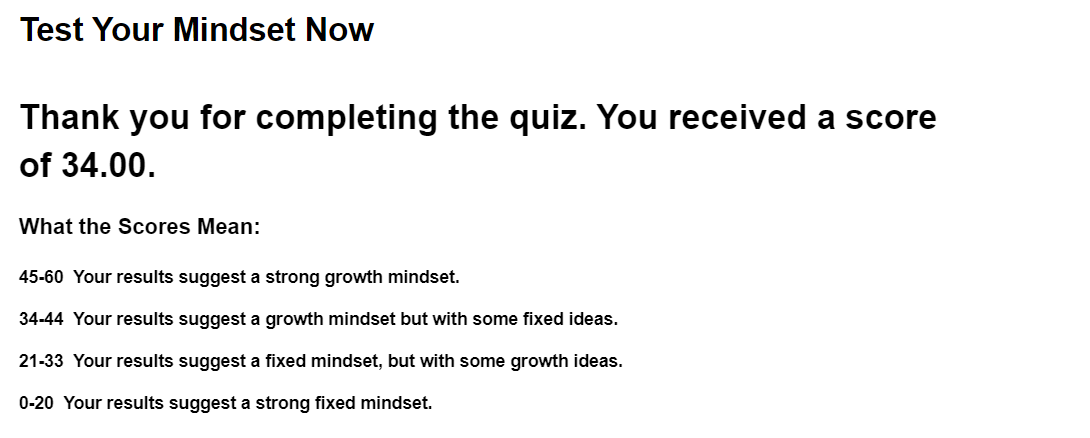 Test Your Mindset Now
Thank you for completing the quiz. You received a score
of 34.00.
What the Scores Mean:
45-60  Your results suggest a strong growth mindset.
34-44  Your results suggest a growth mindset but with some fixed ideas.
21-33  Your results suggest a fixed mindset, but with some growth ideas.
0-20  Your results suggest a strong fixed mindset.